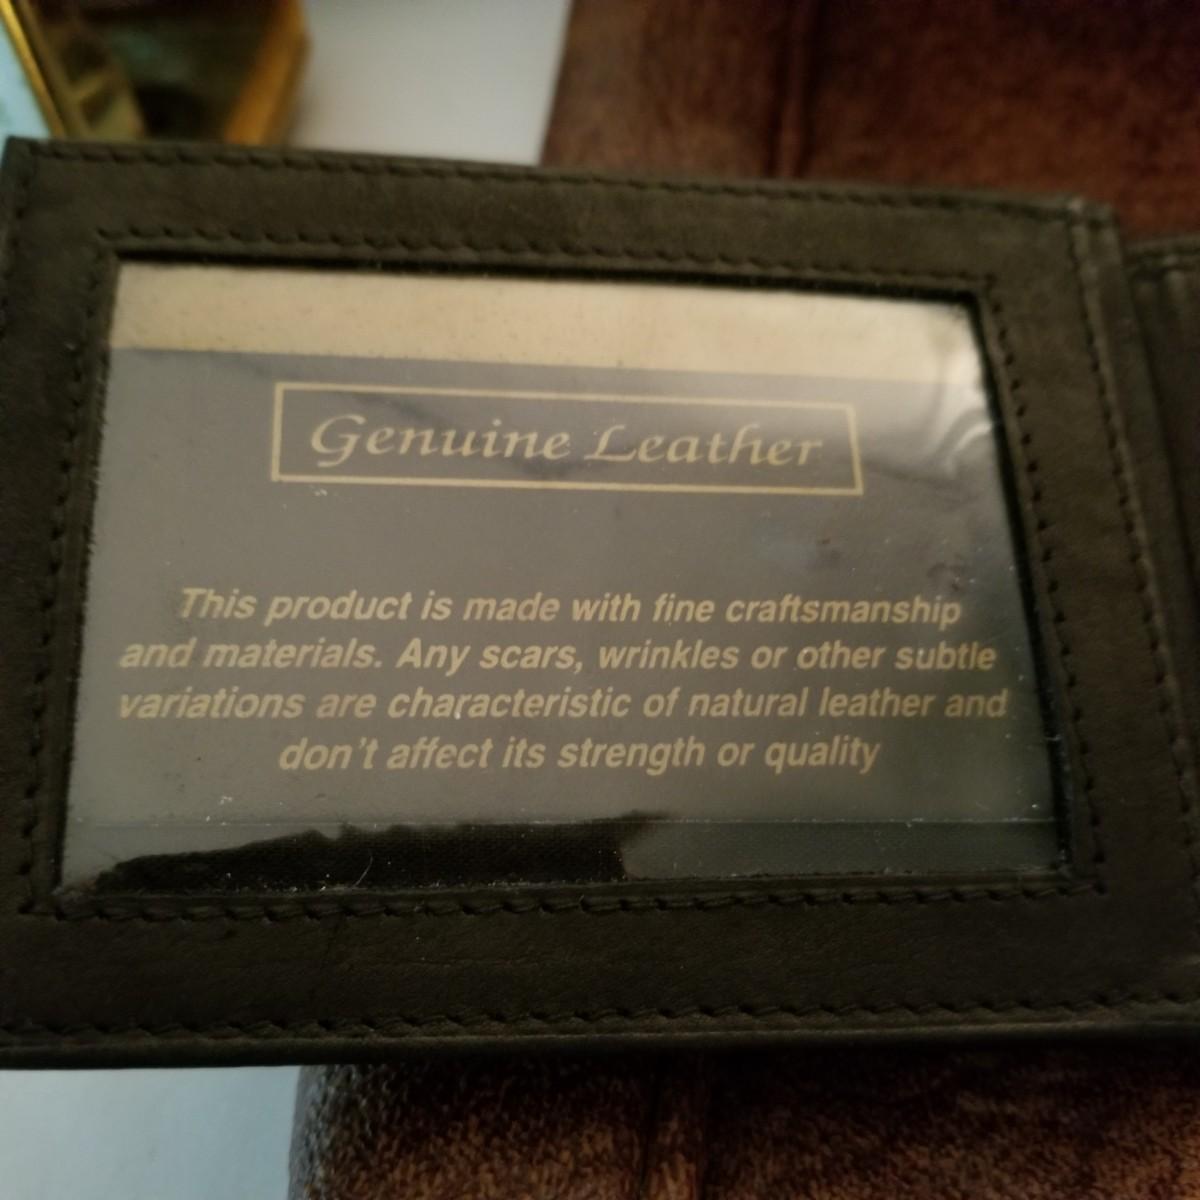 Genuine Leather
This product is made with fine craftsmanship
and materials. Any scars, wrinkles or other subtle
variations are characteristic of natural leather and
don't affect its strength or quality